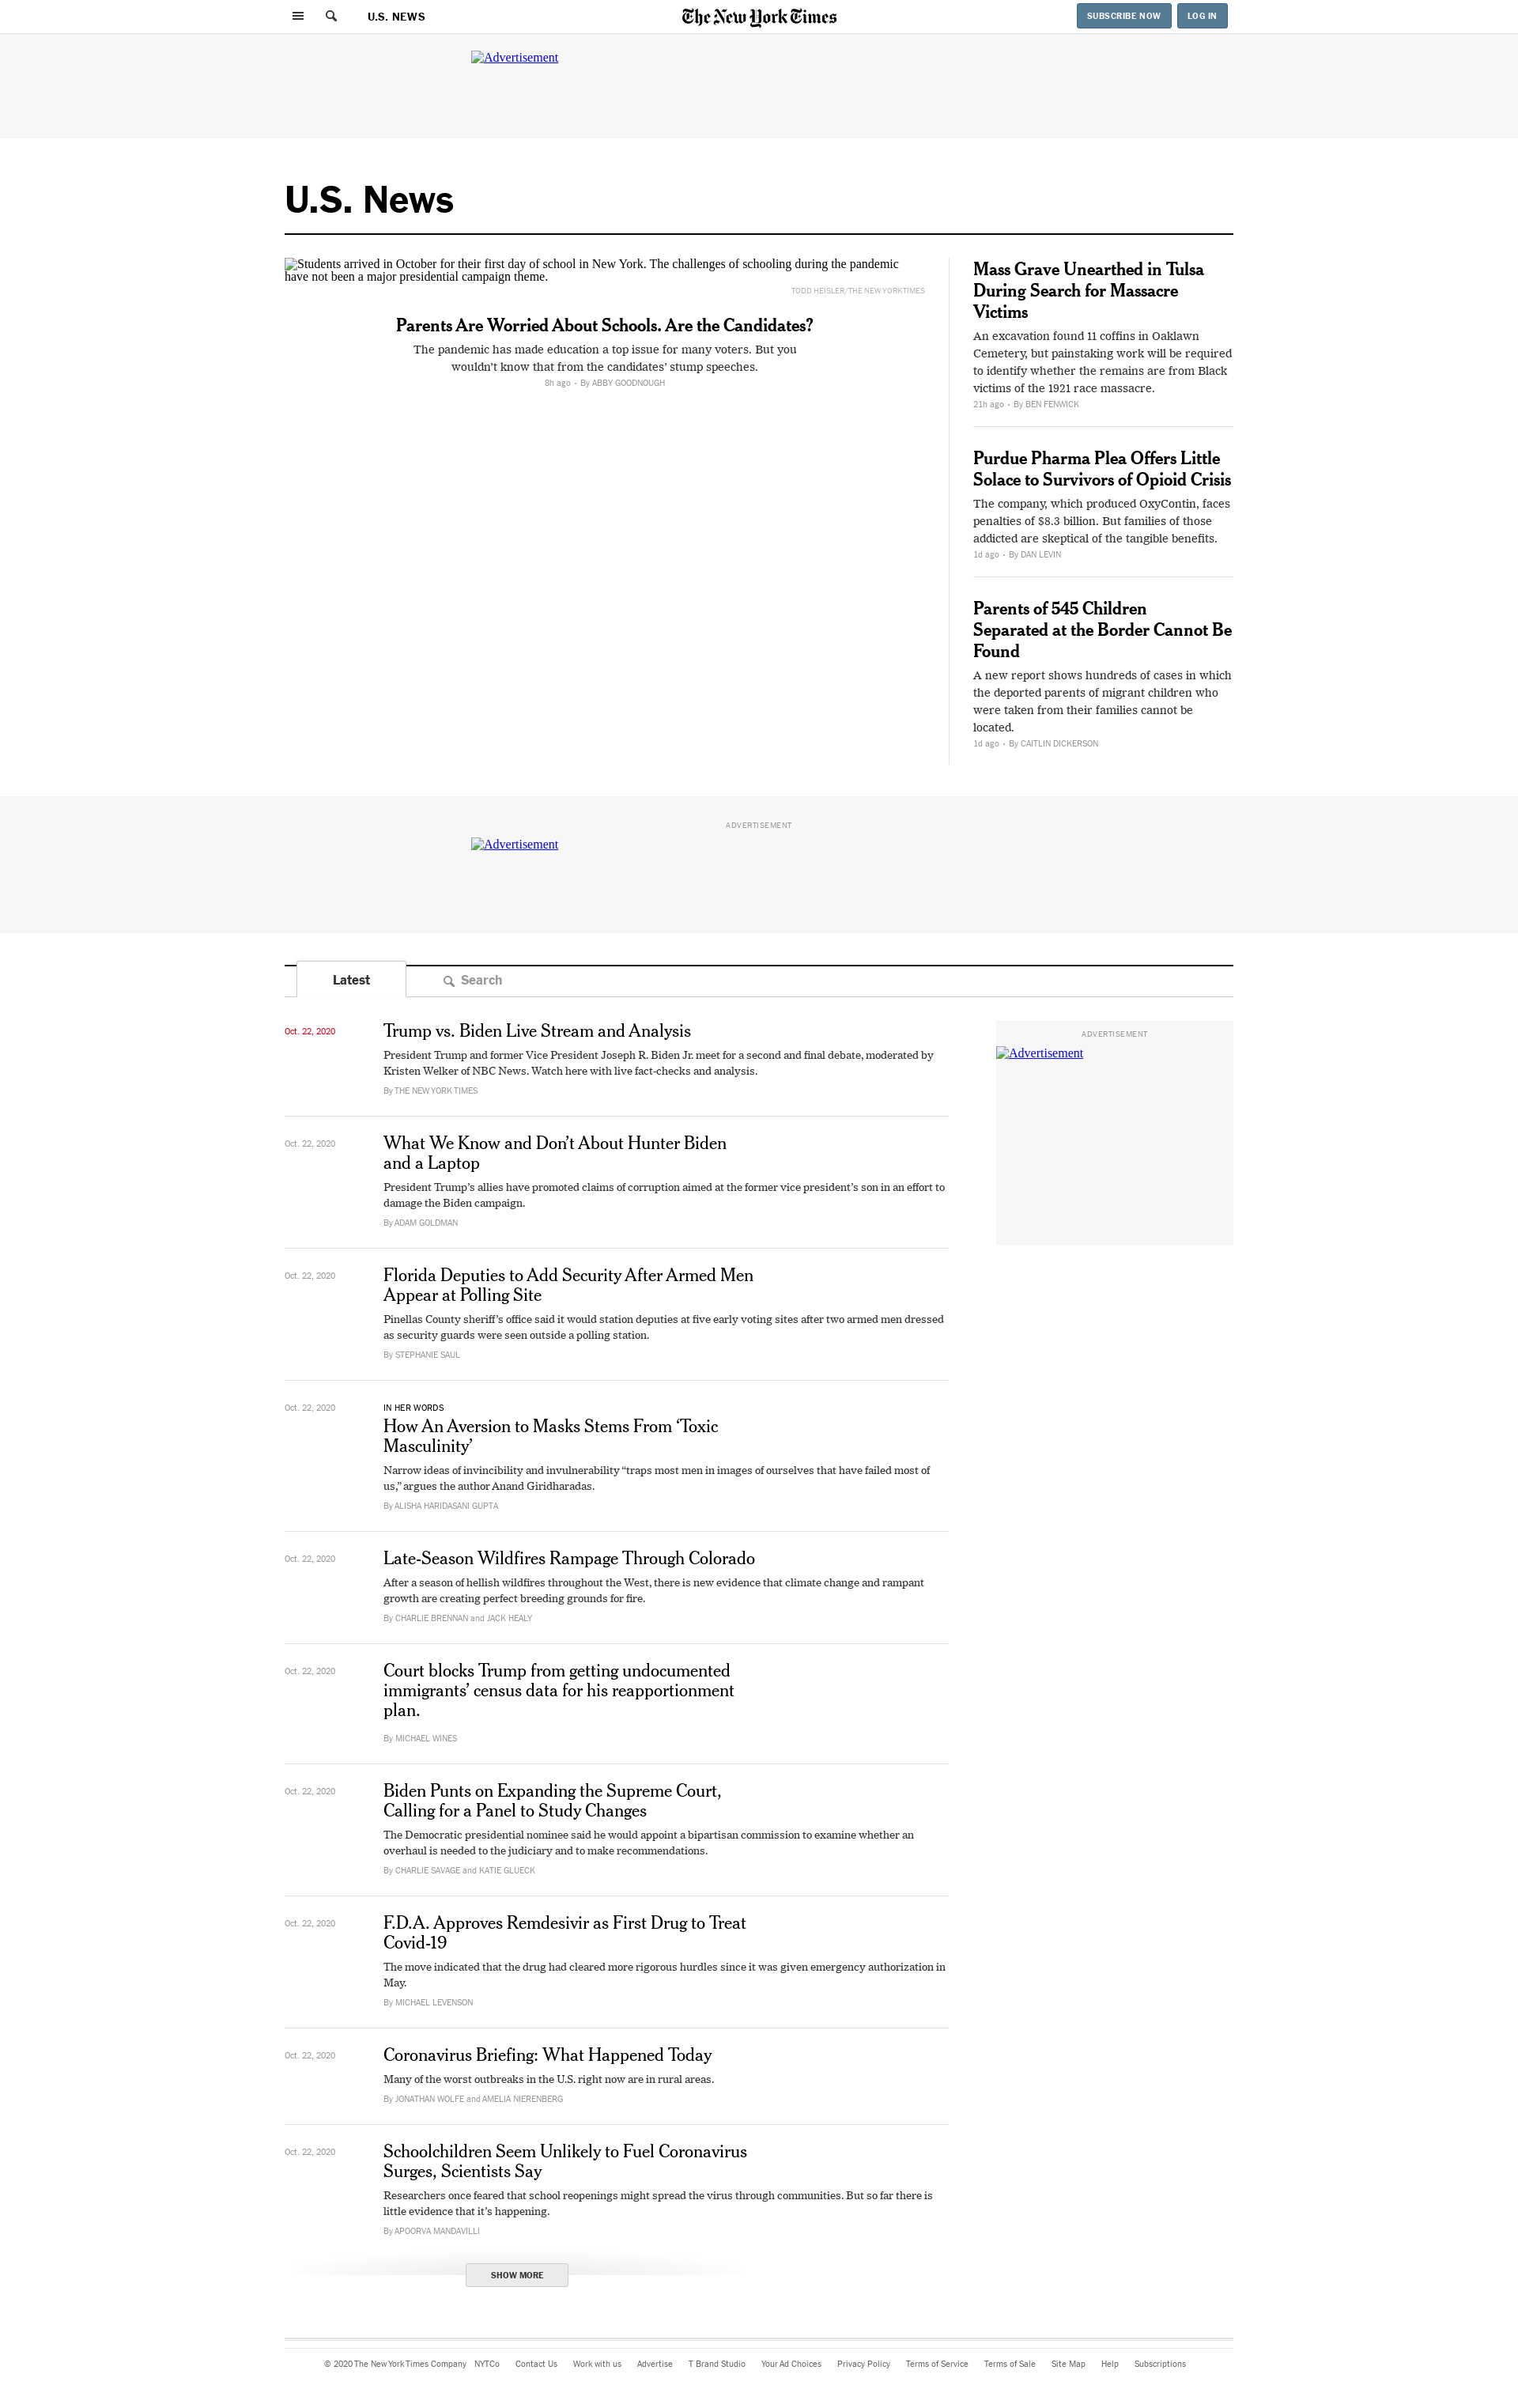 U.S. NEWS
The New York Times
SUBSCRIBE NOW
LOG IN
Advertisement
U.S. News
Students arrived in October for their first day of school in New York. The challenges of schooling during the pandemic
have not been a major presidential campaign theme.
TODD HEISLER/THE NEW YORK TIMES
Parents Are Worried About Schools. Are the Candidates?
The pandemic has made education a top issue for many voters. But you
wouldn’t know that from the candidates’ stump speeches.
8h ago • By ABBY GOODNOUGH
Mass Grave Unearthed in Tulsa
During Search for Massacre
Victims
An excavation found 11 coffins in Oaklawn
Cemetery, but painstaking work will be required
to identify whether the remains are from Black
victims of the 1921 race massacre.
21h ago • By BEN FENWICK
Purdue Pharma Plea Offers Little
Solace to Survivors of Opioid Crisis
The company, which produced OxyContin, faces
penalties of $8.3 billion. But families of those
addicted are skeptical of the tangible benefits.
1d ago • By DAN LEVIN
Parents of 545 Children
Separated at the Border Cannot Be
Found
A new report shows hundreds of cases in which
the deported parents of migrant children who
were taken from their families cannot be
located.
1d ago • By CAITLIN DICKERSON
ADVERTISEMENT
Advertisement
Latest
Search
Oct. 22, 2020
Trump vs. Biden Live Stream and Analysis
President Trump and former Vice President Joseph R. Biden Jr. meet for a second and final debate, moderated by
Kristen Welker of NBC News. Watch here with live fact-checks and analysis.
By THE NEW YORK TIMES
ADVERTISEMENT
Advertisement
Oct. 22, 2020
What We Know and Don’t About Hunter Biden
and a Laptop
President Trump’s allies have promoted claims of corruption aimed at the former vice president’s son in an effort to
damage the Biden campaign.
By ADAM GOLDMAN
Oct. 22, 2020
Florida Deputies to Add Security After Armed Men
Appear at Polling Site
Pinellas County sheriff’s office said it would station deputies at five early voting sites after two armed men dressed
as security guards were seen outside a polling station.
By STEPHANIE SAUL
Oct. 22, 2020
IN HER WORDS
How An Aversion to Masks Stems From ‘Toxic
Masculinity’
Narrow ideas of invincibility and invulnerability “traps most men in images of ourselves that have failed most of
us,” argues the author Anand Giridharadas.
By ALISHA HARIDASANI GUPTA
Oct. 22, 2020
Late-Season Wildfires Rampage Through Colorado
After a season of hellish wildfires throughout the West, there is new evidence that climate change and rampant
growth are creating perfect breeding grounds for fire.
By CHARLIE BRENNAN and JACK HEALY
Oct. 22, 2020
Court blocks Trump from getting undocumented
immigrants’ census data for his reapportionment
plan.
By MICHAEL WINES
Oct. 22, 2020
Biden Punts on Expanding the Supreme Court,
Calling for a Panel to Study Changes
The Democratic presidential nominee said he would appoint a bipartisan commission to examine whether an
overhaul is needed to the judiciary and to make recommendations.
By CHARLIE SAVAGE and KATIE GLUECK
Oct. 22, 2020
F.D.A. Approves Remdesivir as First Drug to Treat
Covid-19
The move indicated that the drug had cleared more rigorous hurdles since it was given emergency authorization in
May.
By MICHAEL LEVENSON
Oct. 22, 2020
Coronavirus Briefing: What Happened Today
Many of the worst outbreaks in the U.S. right now are in rural areas.
By JONATHAN WOLFE and AMELIA NIERENBERG
Oct. 22, 2020
Schoolchildren Seem Unlikely to Fuel Coronavirus
Surges, Scientists Say
Researchers once feared that school reopenings might spread the virus through communities. But so far there is
little evidence that it’s happening.
By APOORVA MANDAVILLI
SHOW MORE
© 2020 The New York Times Company NYTCo Contact Us Work with us Advertise T Brand Studio Your Ad Choices Privacy Policy Terms of Service Terms of Sale Site Map Help Subscriptions